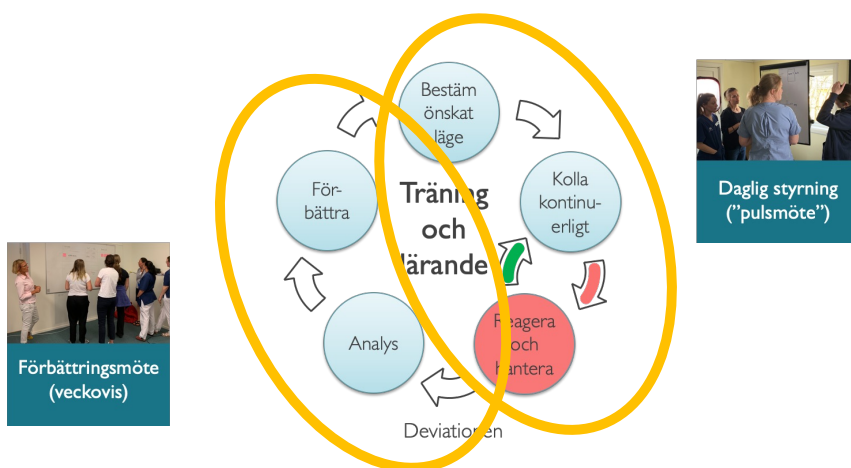 Bestäm
önskat
läge
Kolla
kontinu-
erligt
Reagera
och
hantera
Analys
För-
bättra
Träning
och
lärande
Deviationen
Daglig styrning
(”pulsmöte”)
Förbättringsmöte
(veckovis)